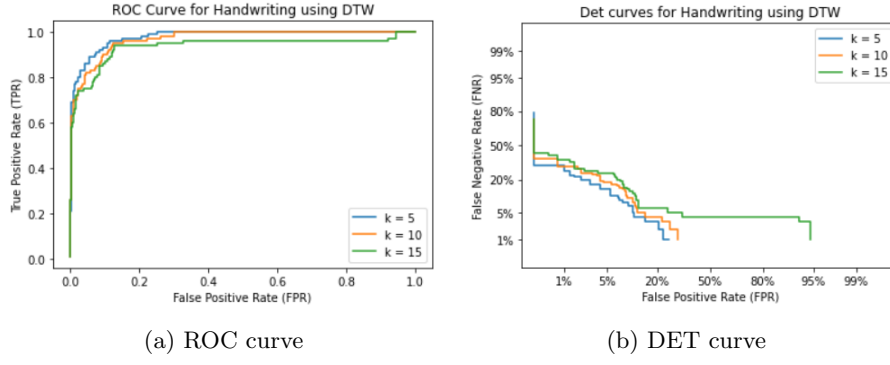 ROC Curve for Handwriting using DTW
True Positive Rate (TPR)
1.0
0.8
0.6
0.4
0.2
0.0
k = 5
k = 10
k = 15
0.0 0.2 0.4 0.6 0.8 1.0
False Positive Rate (FPR)
(a) ROC curve
Det curves for Handwriting using DTW
False Negative Rate (FNR)
99%
95%
80%
50%
20%
5%
1%
k = 5
k = 10
k = 15
1% 5% 20% 50% 80% 95% 99%
False Positive Rate (FPR)
(b) DET curve